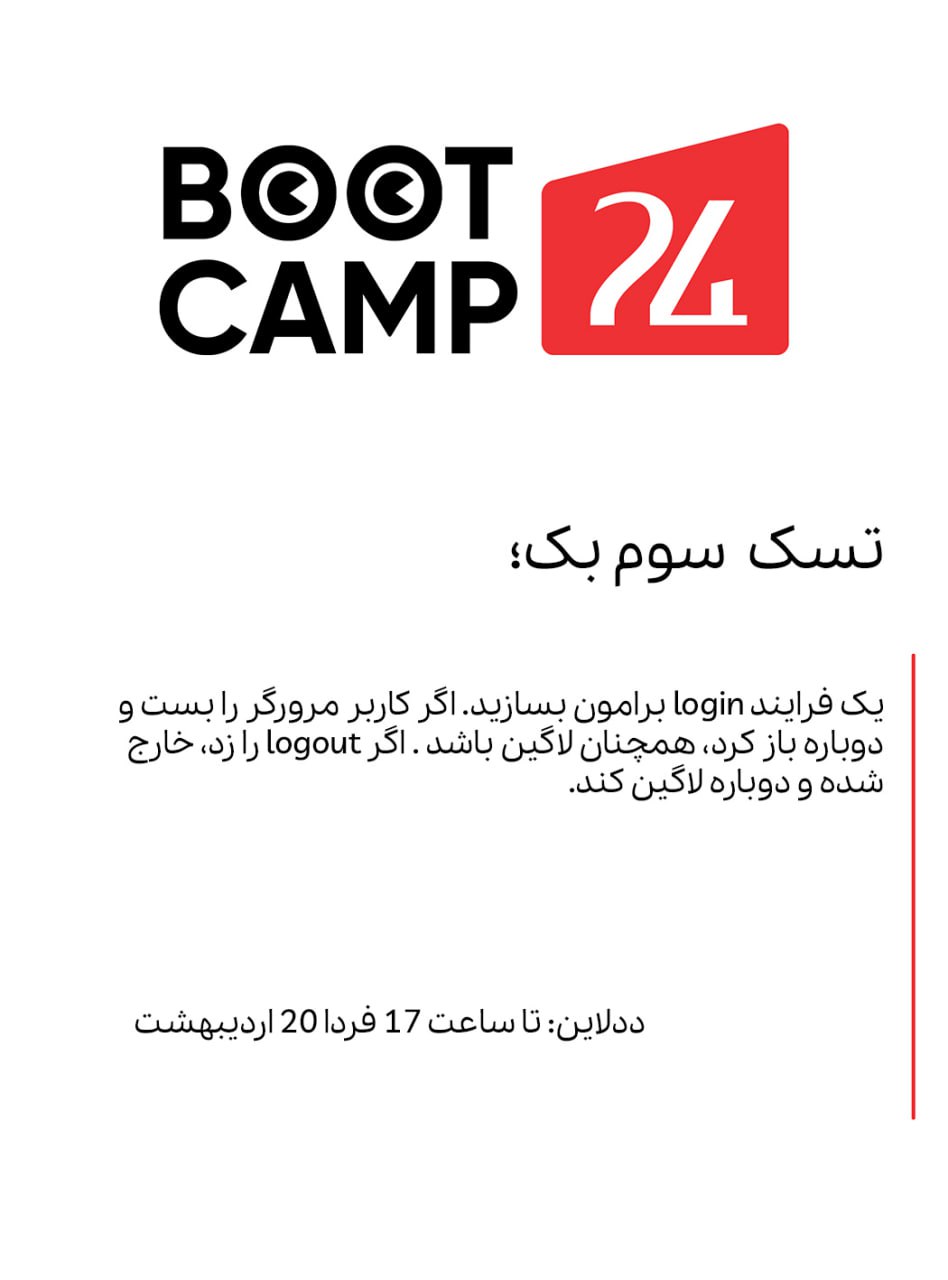 BOOT
CAMP
24
تسک سوم بک؛
یک فرایند login برامون بسازید. اگر کاربر مرورگر را بست و
دوباره باز کرد، همچنان لاگین باشد . اگر logout را زد، خارج
شده و دوباره لاگین کند.
ددلاین: تا ساعت 17 فردا 20 اردیبهشت